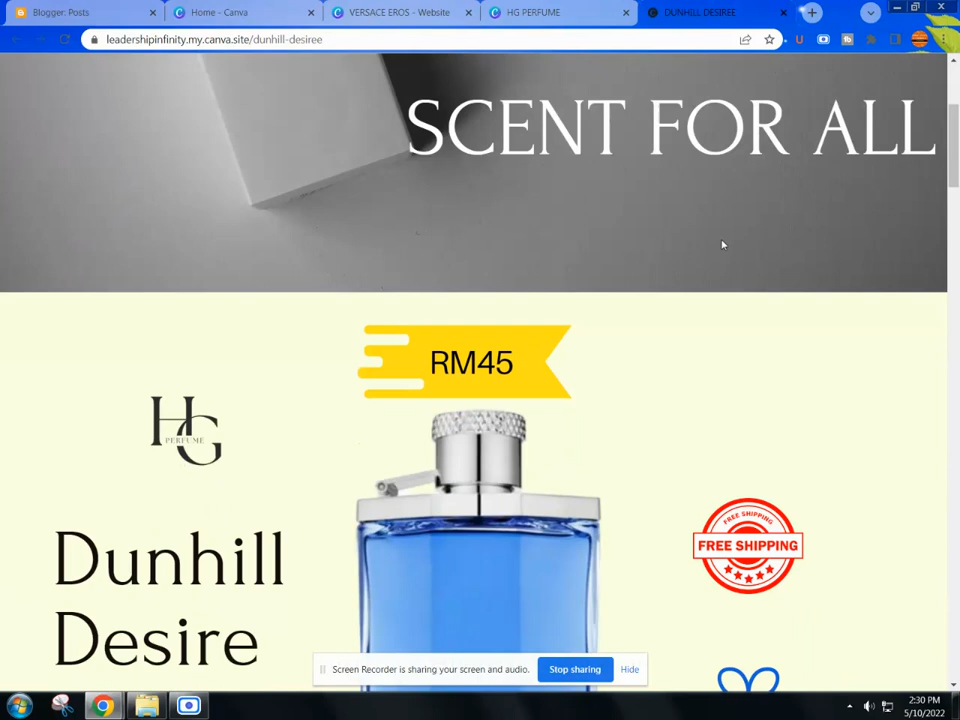 Blogger: Posts
Home - Canva
VERSACE EROS - Website
HG PERFUME
DUNHILL DESIREE
leadershipinfinity.my.canva.site/dunhill-desiree
SCENT FOR ALL
RM45
HG
PERFUME
Dunhill
Desire
FREE SHIPPING
FREE SHIPPING
Screen Recorder is sharing your screen and audio.
Stop sharing
Hide
2:30 PM
5/10/2022